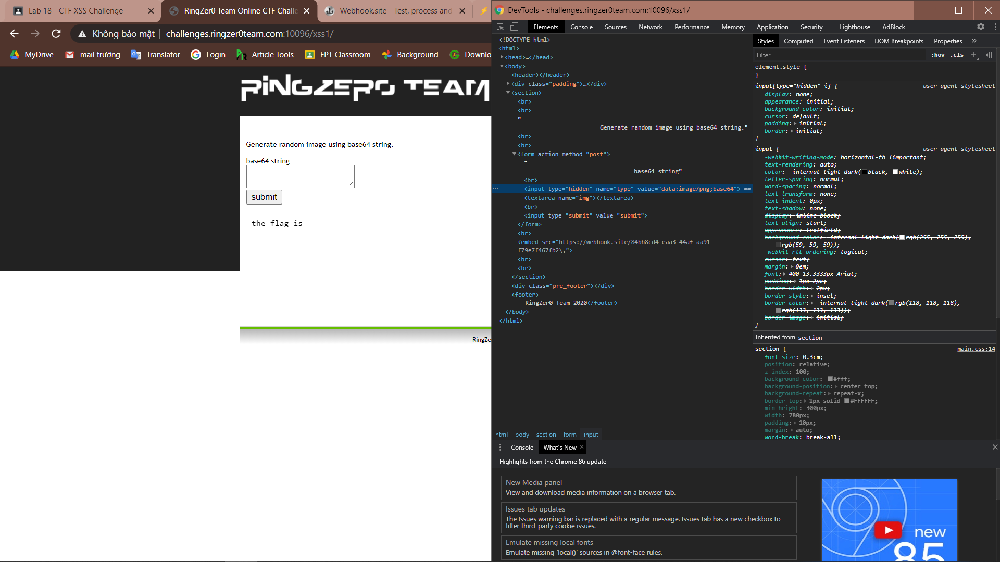 Lab 18 - CTF XSS Challenge
RingZer0 Team Online CTF Challe
Webhook.site - Test, process and
Không bảo mật | challenges.ringzer0team.com:10096/xss1/
MyDrive mail trường Translator Login Article Tools FPT Classroom Background Downlo
RINGZER0 TEAM
Generate random image using base64 string.
base64 string
submit
the flag is
RingZe
DevTools - challenges.ringzer0team.com:10096/xss1/
Elements Console Sources Network Performance Memory Application Security Lighthouse AdBlock
<!DOCTYPE html>
<html>
<head>…</head>
<body>
<header></header>
<div class="padding">…</div>
<section>
<br>
<br>
"
Generate random image using base64 string."
<br>
<br>
<form action method="post">
"
base64 string"
<br>
<input type="hidden" name="type" value="data:image/png;base64"> ==
<textarea name="img"></textarea>
<br>
<input type="submit" value="submit">
</form>
<br>
<embed src="https://webhook.site/84bb8cd4-eaa3-44af-aa91-
f79e7f467fb2\,">
<br>
<br>
</section>
<div class="pre_footer"></div>
<footer>
RingZer0 Team 2020</footer>
</body>
</html>
html body section form input
Styles Computed Event Listeners DOM Breakpoints Properties »
Filter :hov .cls +
element.style {
}
input[type="hidden" i] { user agent stylesheet
display: none;
appearance: initial;
background-color: initial;
cursor: default;
padding: initial;
border: initial;
}
input { user agent stylesheet
-webkit-writing-mode: horizontal-tb !important;
text-rendering: auto;
color: -internal-light-dark(black, white);
letter-spacing: normal;
word-spacing: normal;
text-transform: none;
text-indent: 0px;
text-shadow: none;
display: inline-block;
text-align: start;
appearance: textfield;
background-color: -internal-light-dark(rgb(255, 255, 255),
rgb(59, 59, 59));
-webkit-rtl-ordering: logical;
cursor: text;
margin: 0em;
font: 400 13.3333px Arial;
padding: 1px 2px;
border-width: 2px;
border-style: inset;
border-color: -internal-light-dark(rgb(118, 118, 118),
rgb(133, 133, 133));
border-image: initial;
}
Inherited from section
section { main.css:14
font-size: 0.3cm;
position: relative;
z-index: 100;
background-color: #fff;
background-position: center top;
background-repeat: repeat-x;
border-top: 1px solid #FFFFFF;
min-height: 300px;
width: 780px;
padding: 10px;
margin: auto;
word-break: break-all;
Console What's New
Highlights from the Chrome 86 update
New Media panel
View and download media information on a browser tab.
Issues tab updates
The Issues warning bar is replaced with a regular message. Issues tab has a new checkbox to
filter third-party cookie issues.
Emulate missing local fonts
Emulate missing `local()` sources in @font-face rules.
new
85